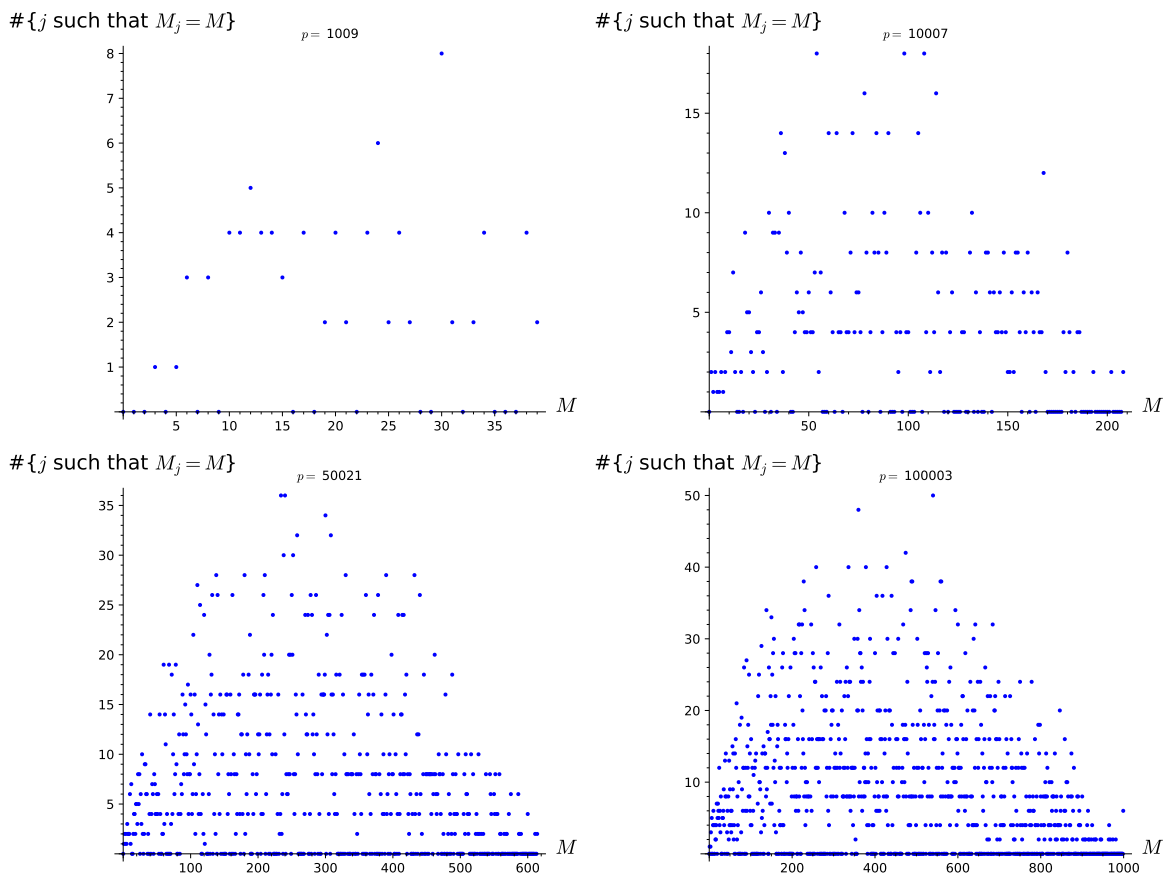 #{j such that M_j = M}
p = 1009
8
7
6
5
4
3
2
1
5 10 15 20 25 30 35
M
#{j such that M_j = M}
p = 10007
15
10
5
50 100 150 200
M
#{j such that M_j = M}
p = 50021
35
30
25
20
15
10
5
100 200 300 400 500 600
M
#{j such that M_j = M}
p = 100003
50
40
30
20
10
200 400 600 800 1000
M